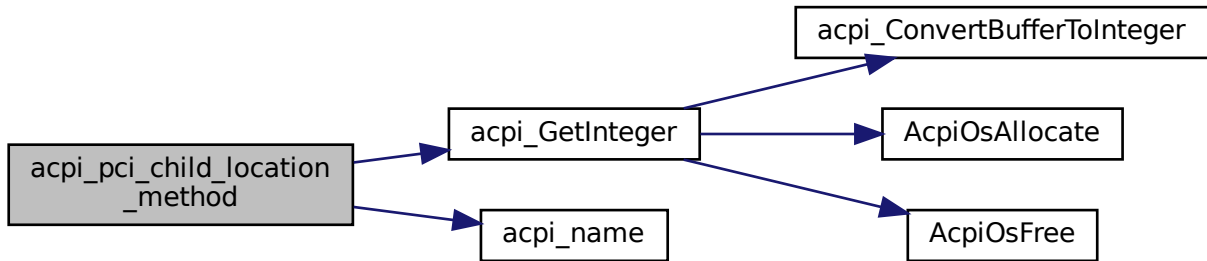 acpi_pci_child_location
_method
acpi_GetInteger
acpi_name
acpi_ConvertBufferToInteger
AcpiOsAllocate
AcpiOsFree